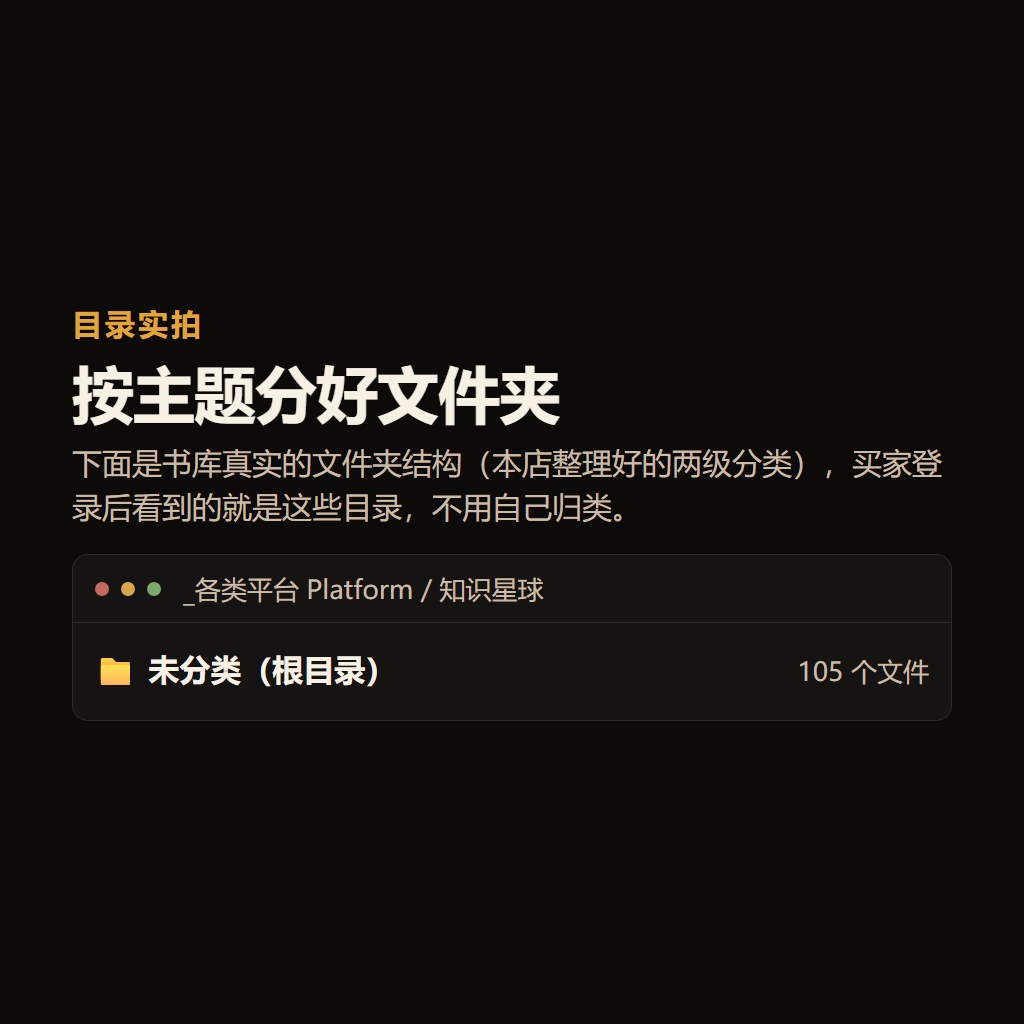 目录实拍
按主题分好文件夹
下面是书库真实的文件夹结构（本店整理好的两级分类），买家登
录后看到的就是这些目录，不用自己归类。
_各类平台 Platform / 知识星球
未分类（根目录） 105 个文件